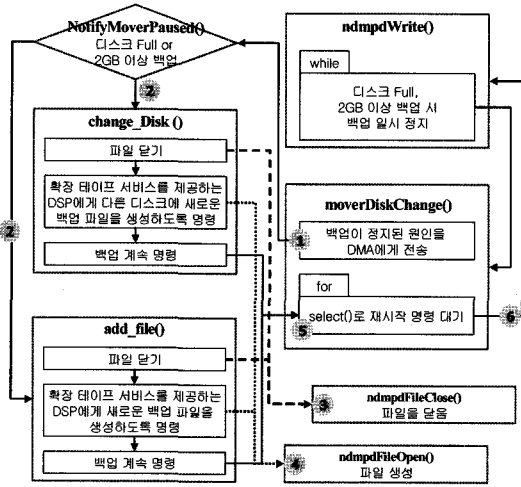 NotifyMoverPaused()
디스크 Full or
2GB 이상 백업
2
change_Disk ()
파일 닫기
확장 테이프 서비스를 제공하는
DSP에게 다른 디스크에 새로운
백업 파일을 생성하도록 명령
백업 계속 명령
2
add_file()
파일 닫기
확장 테이프 서비스를 제공하는
DSP에게 새로운 백업 파일을
생성하도록 명령
백업 계속 명령
ndmpdWrite()
while
디스크 Full,
2GB 이상 백업 시
백업 일시 정지
moverDiskChange()
1
백업이 정지된 원인을
DMA에게 전송
for
select()로 재시작 명령 대기
5
6
3
ndmpdFileClose()
파일을 닫음
4
ndmpdFileOpen()
파일 생성